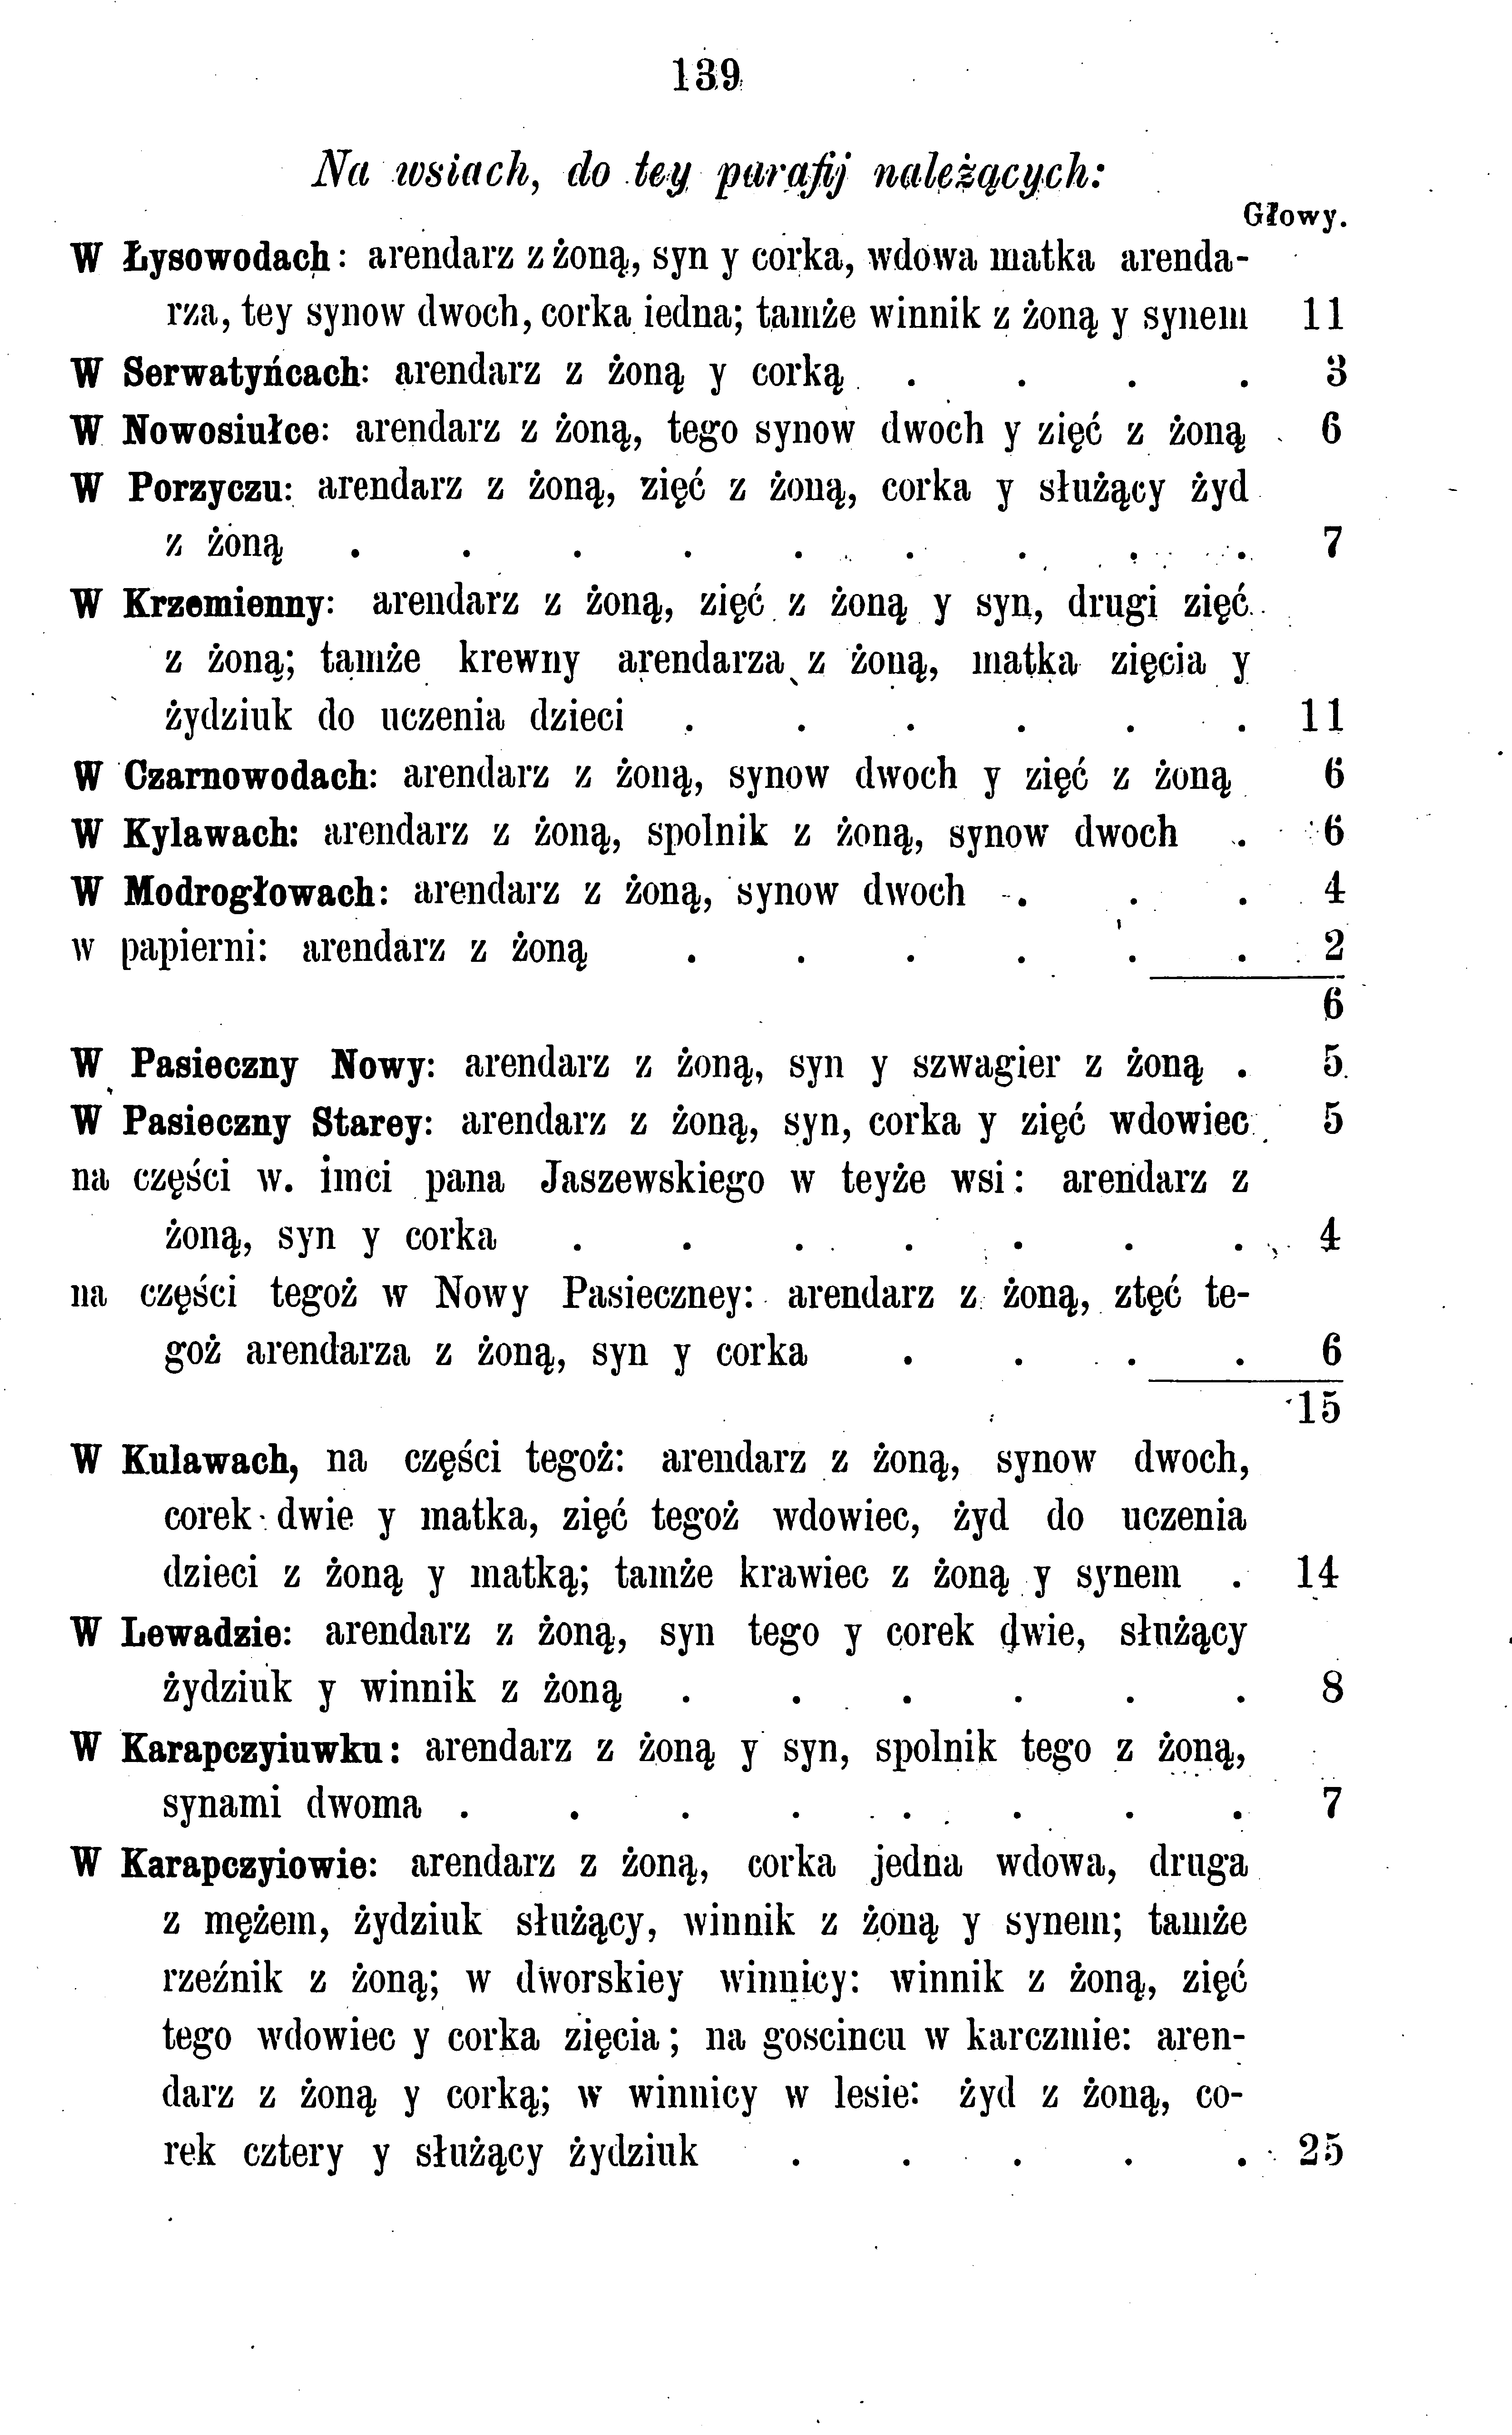 139
Na wsiach, do tey parafij należących:
Głowy.
W Łysowodach: arendarz z żoną, syn y corka, wdowa matka arenda-
rza, tey synow dwoch, corka iedna; tamże winnik z żoną y synem 11
W Serwatyńcach: arendarz z żoną y corką . . . . 3
W Nowosiułce: arendarz z żoną, tego synow dwoch y zięć z żoną . 6
W Porzyczu: arendarz z żoną, zięć z żoną, corka y służący żyd
z żoną . . . . . . . . . 7
W Krzemienny: arendarz z żoną, zięć z żoną y syn, drugi zięć
z żoną; tamże krewny arendarza z żoną, matka zięcia y
żydziuk do uczenia dzieci . . . . . . 11
W Czarnowodach: arendarz z żoną, synow dwoch y zięć z żoną 6
W Kylawach: arendarz z żoną, spolnik z żoną, synow dwoch . 6
W Modrogłowach: arendarz z żoną, synow dwoch . . . 4
w papierni: arendarz z żoną . . . . . . 2
6
W Pasieczny Nowy: arendarz z żoną, syn y szwagier z żoną . 5
W Pasieczny Starey: arendarz z żoną, syn, corka y zięć wdowiec 5
na części w. imci pana Jaszewskiego w teyże wsi: arendarz z
żoną, syn y corka . . . . . . . 4
na części tegoż w Nowy Pasieczney: arendarz z żoną, ztęć te-
goż arendarza z żoną, syn y corka . . . . 6
15
W Kulawach, na części tegoż: arendarz z żoną, synow dwoch,
corek dwie y matka, zięć tegoż wdowiec, żyd do uczenia
dzieci z żoną y matką; tamże krawiec z żoną y synem . 14
W Lewadzie: arendarz z żoną, syn tego y corek dwie, służący
żydziuk y winnik z żoną . . . . . . 8
W Karapczyiuwku: arendarz z żoną y syn, spolnik tego z żoną,
synami dwoma . . . . . . . . 7
W Karapczyiowie: arendarz z żoną, corka jedna wdowa, druga
z mężem, żydziuk służący, winnik z żoną y synem; tamże
rzeźnik z żoną; w dworskiey winnicy: winnik z żoną, zięć
tego wdowiec y corka zięcia; na goscincu w karczmie: aren-
darz z żoną y corką; w winnicy w lesie: żyd z żoną, co-
rek cztery y służący żydziuk . . . . . 25